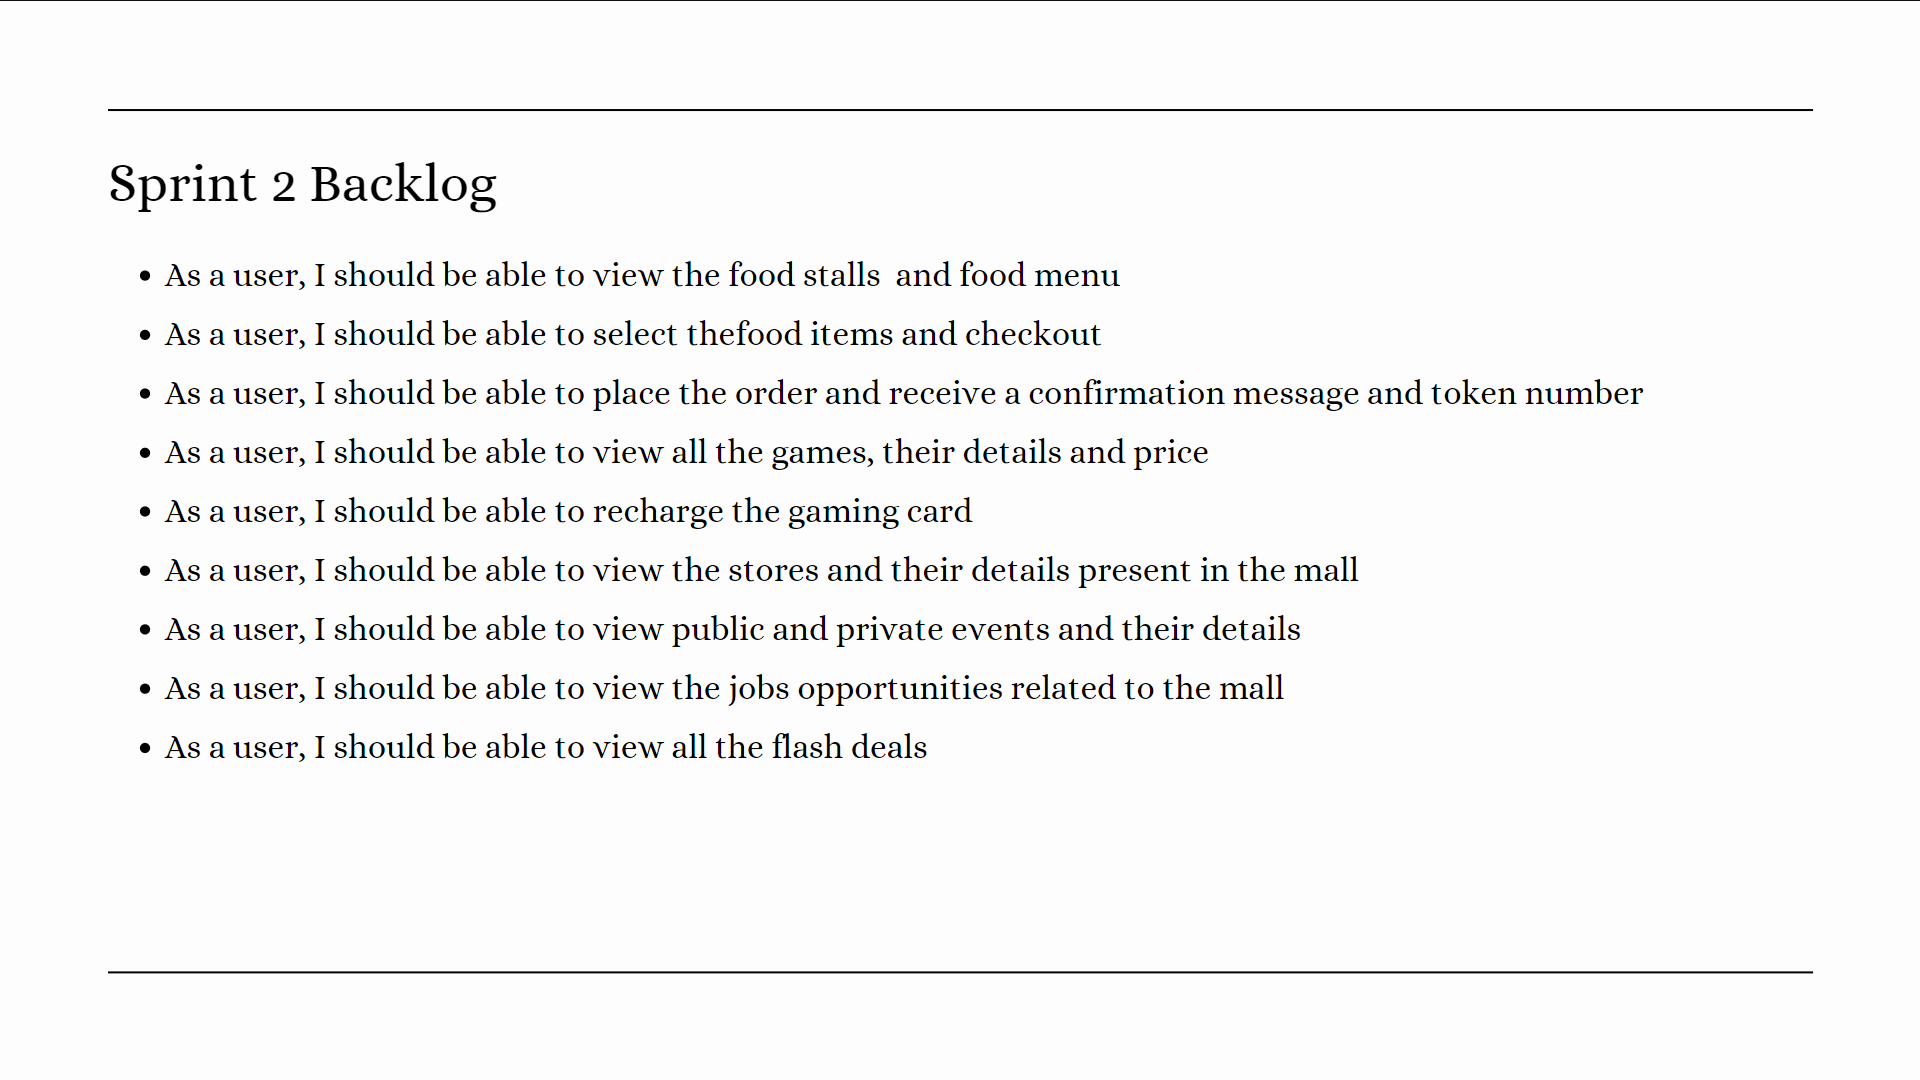 Sprint 2 Backlog
• As a user, I should be able to view the food stalls  and food menu
• As a user, I should be able to select thefood items and checkout
• As a user, I should be able to place the order and receive a confirmation message and token number
• As a user, I should be able to view all the games, their details and price
• As a user, I should be able to recharge the gaming card
• As a user, I should be able to view the stores and their details present in the mall
• As a user, I should be able to view public and private events and their details
• As a user, I should be able to view the jobs opportunities related to the mall
• As a user, I should be able to view all the flash deals